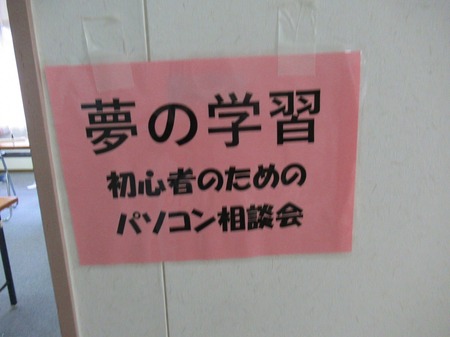 夢の学習
初心者のための
パソコン相談会